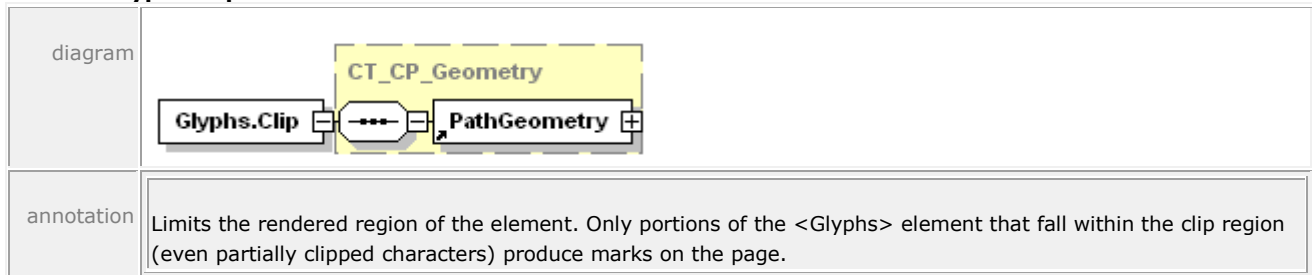 diagram
CT_CP_Geometry
Glyphs.Clip
PathGeometry
annotation
Limits the rendered region of the element. Only portions of the <Glyphs> element that fall within the clip region
(even partially clipped characters) produce marks on the page.